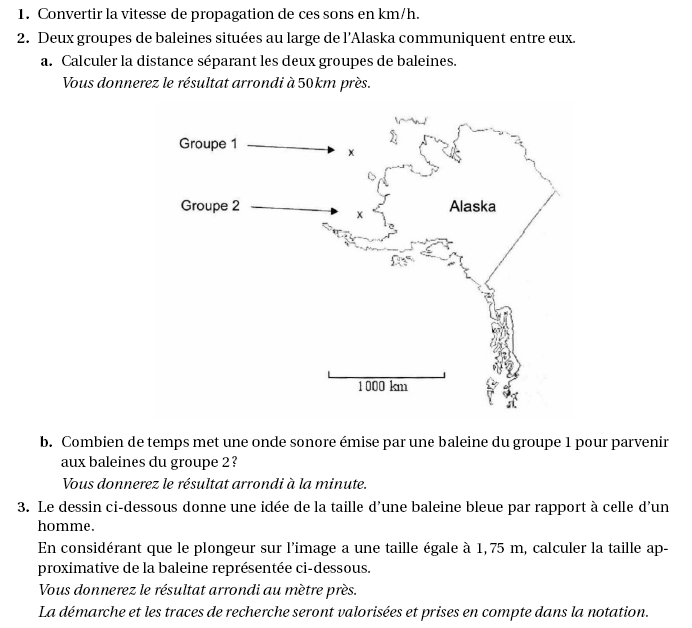 1. Convertir la vitesse de propagation de ces sons en km/h.
2. Deux groupes de baleines situées au large de l'Alaska communiquent entre eux.
a. Calculer la distance séparant les deux groupes de baleines.
Vous donnerez le résultat arrondi à 50km près.
Groupe 1
x
Groupe 2
x
Alaska
1000 km
b. Combien de temps met une onde sonore émise par une baleine du groupe 1 pour parvenir
aux baleines du groupe 2?
Vous donnerez le résultat arrondi à la minute.
3. Le dessin ci-dessous donne une idée de la taille d'une baleine bleue par rapport à celle d'un
homme.
En considérant que le plongeur sur l'image a une taille égale à 1,75 m, calculer la taille ap-
proximative de la baleine représentée ci-dessous.
Vous donnerez le résultat arrondi au mètre près.
La démarche et les traces de recherche seront valorisées et prises en compte dans la notation.